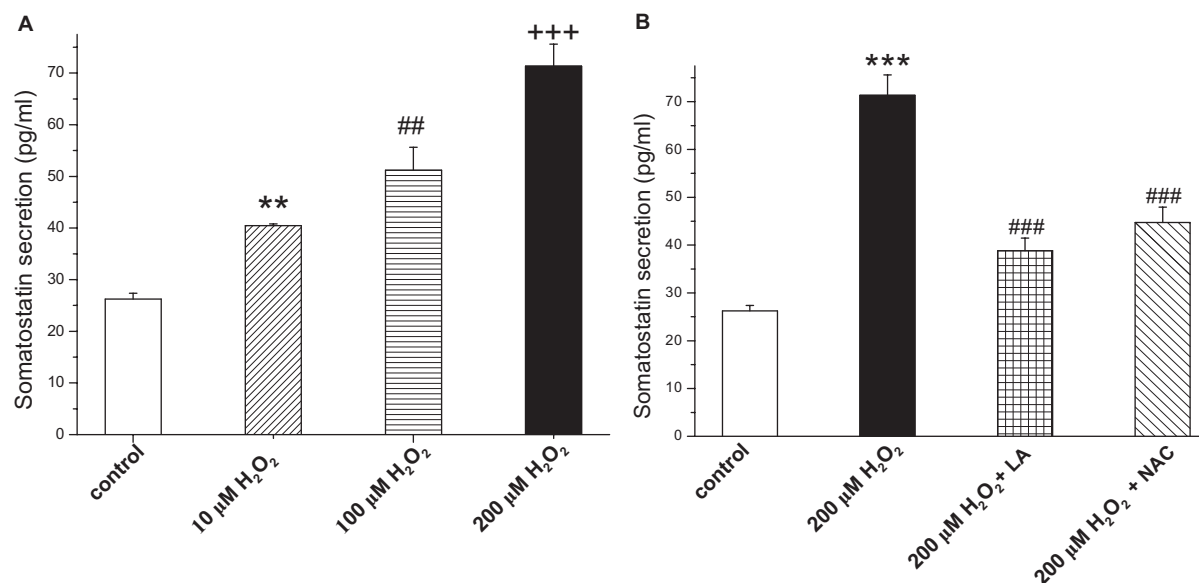 A
Somatostatin secretion (pg/ml)
70
60
50
40
30
20
10
0
**
##
+++
control
10 µM H₂O₂
100 µM H₂O₂
200 µM H₂O₂
B
Somatostatin secretion (pg/ml)
70
60
50
40
30
20
10
0
***
###
###
control
200 µM H₂O₂
200 µM H₂O₂+ LA
200 µM H₂O₂ + NAC